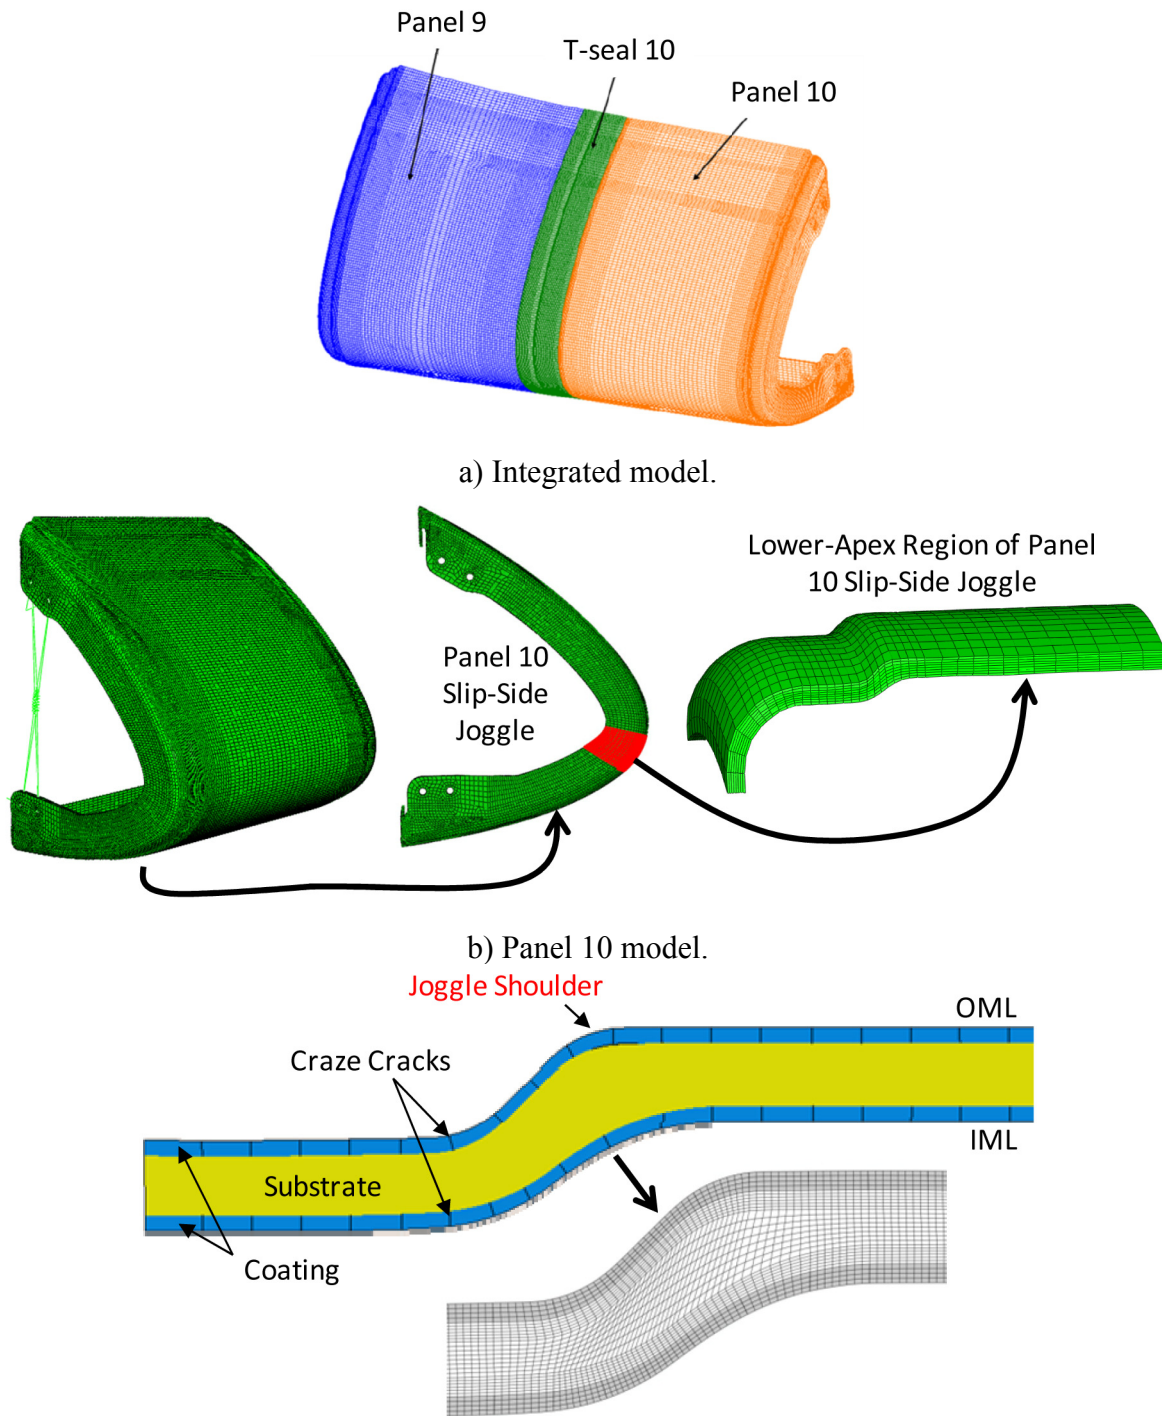 Panel 9
T-seal 10
Panel 10
a) Integrated model.
Lower-Apex Region of Panel
10 Slip-Side Joggle
Panel 10
Slip-Side
Joggle
b) Panel 10 model.
Joggle Shoulder
OML
Craze Cracks
IML
Substrate
Coating